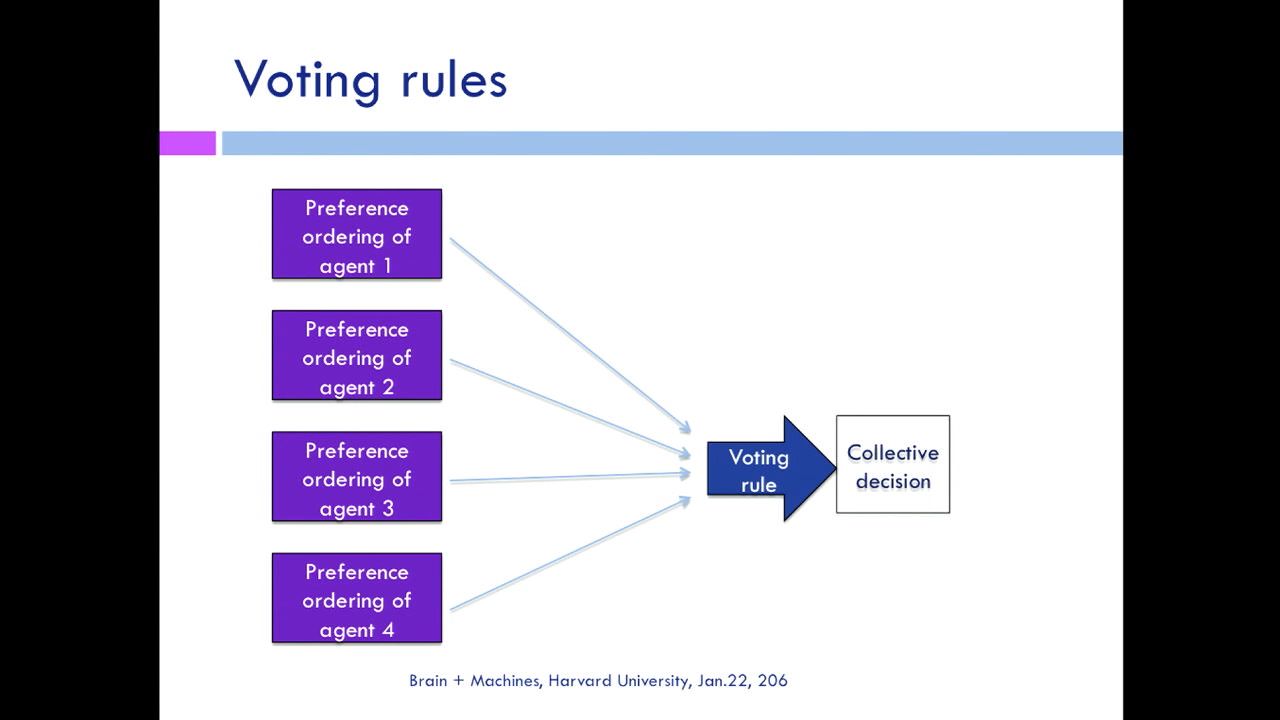 Voting rules
Preference
ordering of
agent 1
Preference
ordering of
agent 2
Preference
ordering of
agent 3
Preference
ordering of
agent 4
Voting
rule
Collective
decision
Brain + Machines, Harvard University, Jan.22, 206